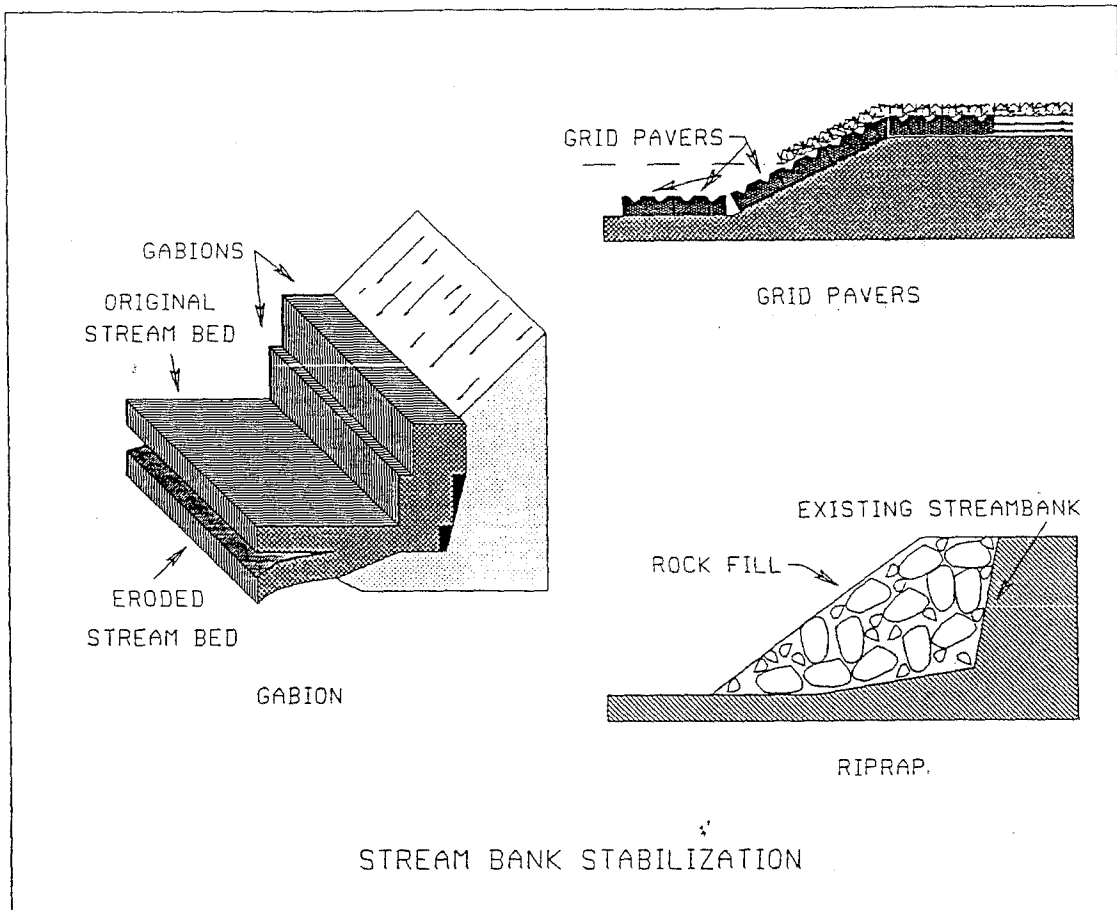 GRID PAVERS
GRID PAVERS
GABIONS
ORIGINAL
STREAM BED
ERODED
STREAM BED
GABION
EXISTING STREAMBANK
ROCK FILL
RIPRAP.
STREAM BANK STABILIZATION